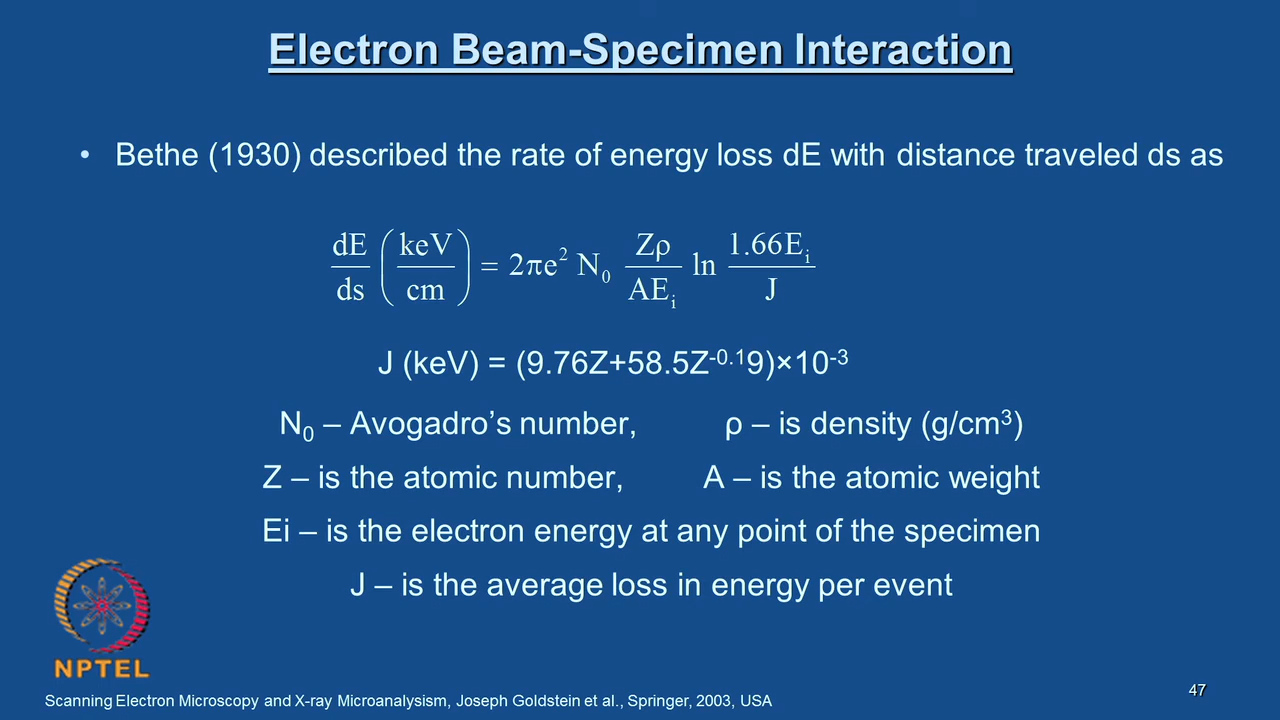 Electron Beam-Specimen Interaction
• Bethe (1930) described the rate of energy loss dE with distance traveled ds as
dE/ds (keV/cm) = 2πe² N₀ Zρ/AEᵢ ln 1.66Eᵢ/J
J (keV) = (9.76Z+58.5Z⁻⁰·¹9)×10⁻³
N₀ – Avogadro's number, ρ – is density (g/cm³)
Z – is the atomic number, A – is the atomic weight
Ei – is the electron energy at any point of the specimen
J – is the average loss in energy per event
NPTEL
Scanning Electron Microscopy and X-ray Microanalysism, Joseph Goldstein et al., Springer, 2003, USA
47